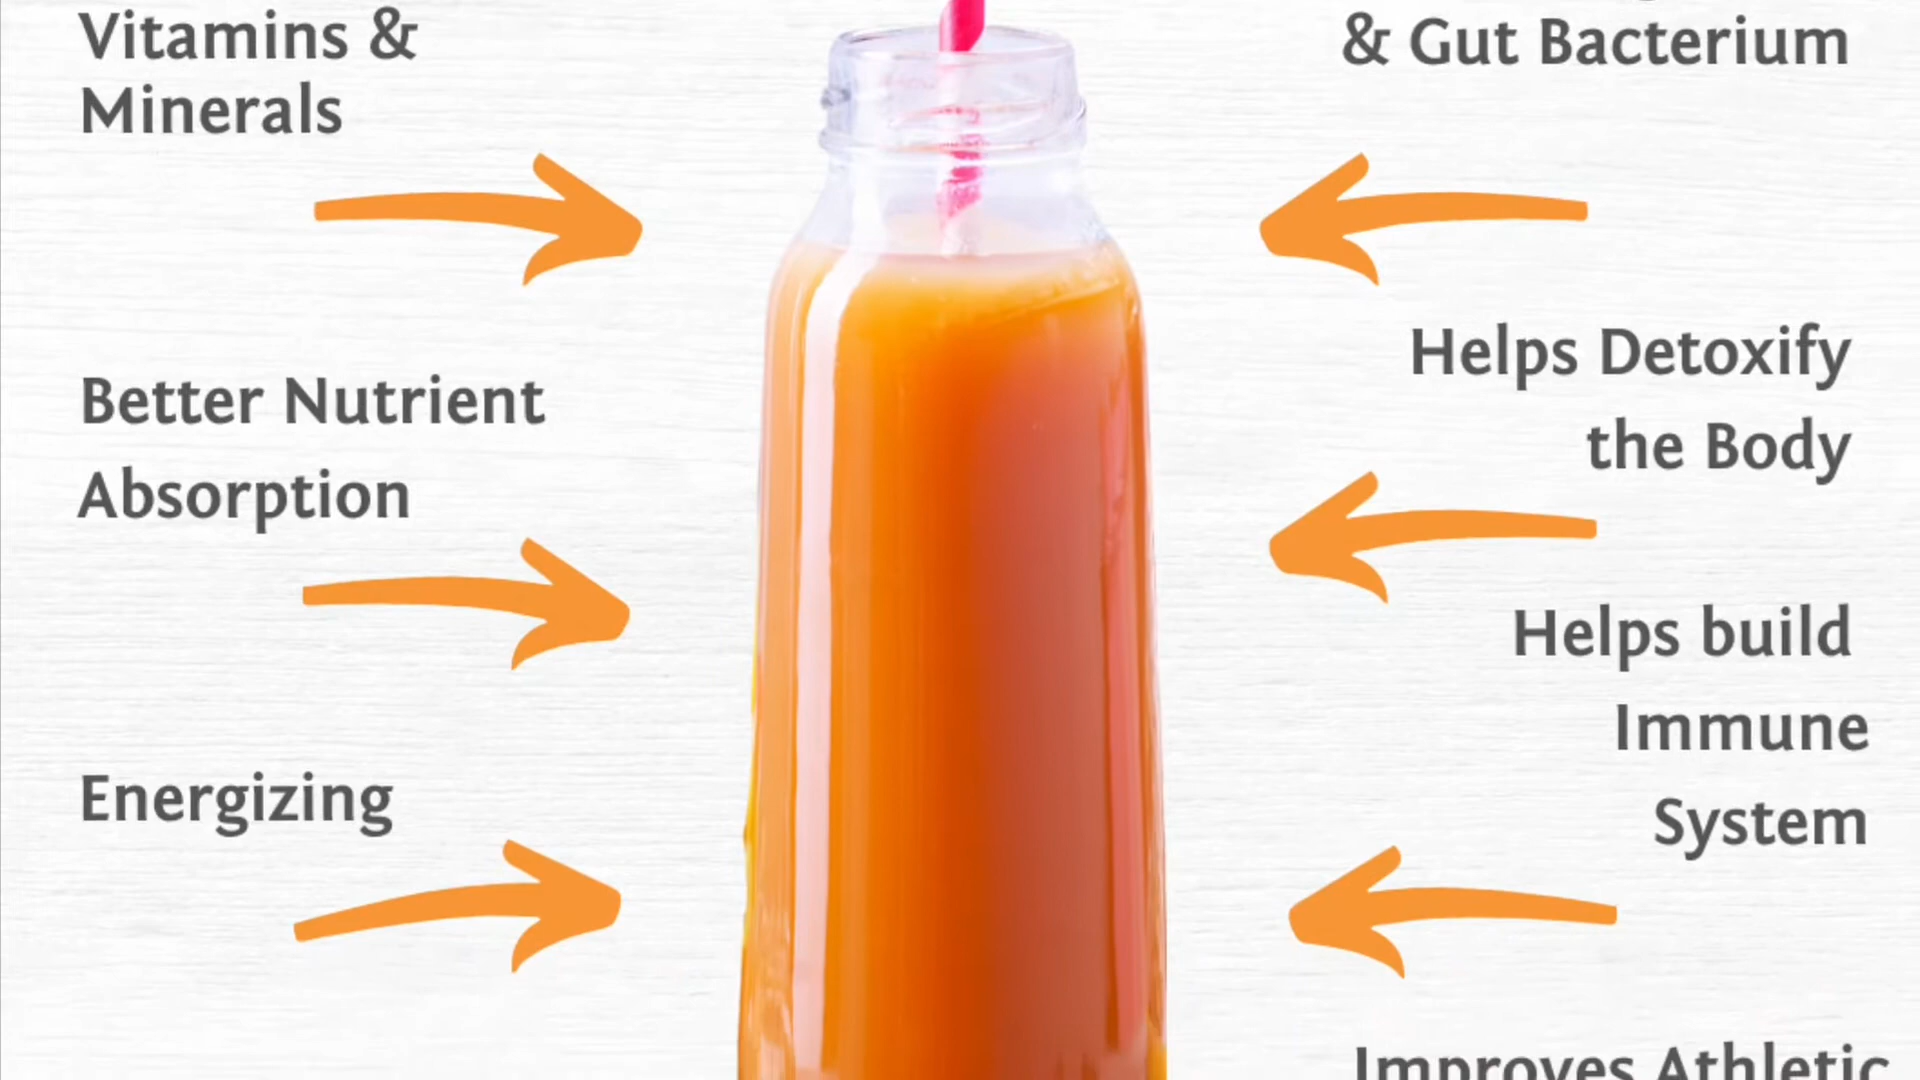 Vitamins &
Minerals
Better Nutrient
Absorption
Energizing
& Gut Bacterium
Helps Detoxify
the Body
Helps build
Immune
System
Improves Athletic